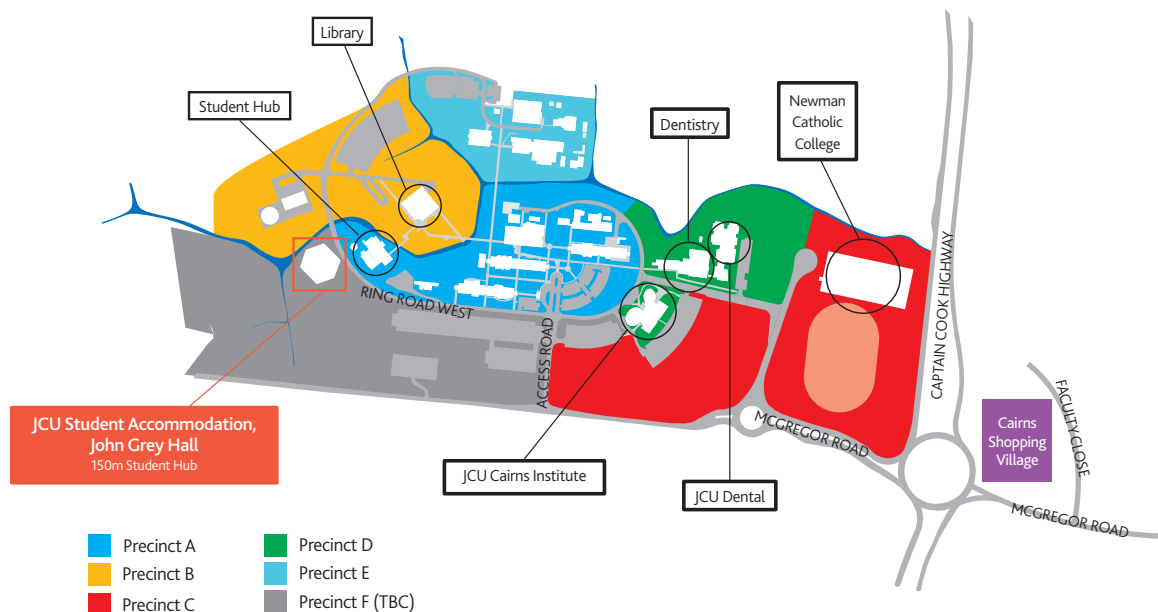 Library
Student Hub
Dentistry
Newman
Catholic
College
RING ROAD WEST
ACCESS ROAD
CAPTAIN COOK HIGHWAY
MCGREGOR ROAD
FACULTY CLOSE
Cairns
Shopping
Village
JCU Student Accommodation,
John Grey Hall
150m Student Hub
JCU Cairns Institute
JCU Dental
MCGREGOR ROAD
Precinct A
Precinct B
Precinct C
Precinct D
Precinct E
Precinct F (TBC)